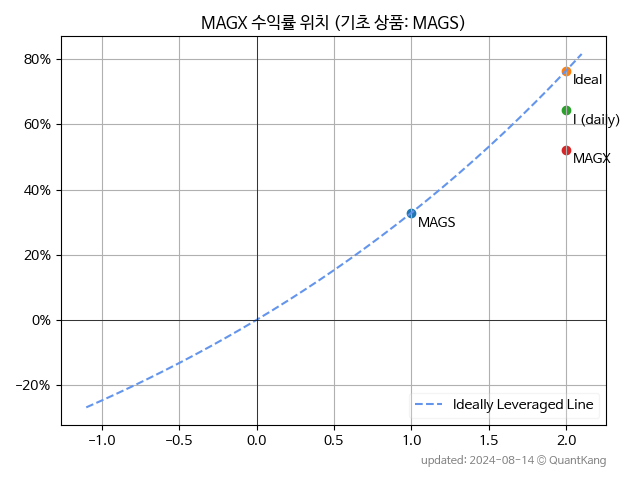 MAGX 수익률 위치 (기초 상품: MAGS)
80%
60%
40%
20%
0%
−20%
Ideal
I (daily)
MAGX
MAGS
Ideally Leveraged Line
−1.0
−0.5
0.0
0.5
1.0
1.5
2.0
updated: 2024-08-14 © QuantKang